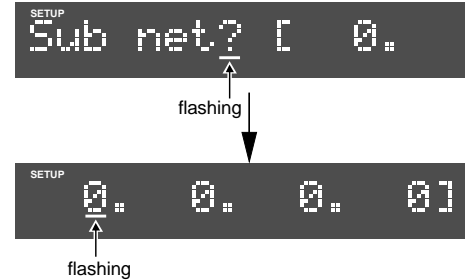 SETUP
Sub net? [ 0.
flashing
SETUP
0. 0. 0. 0]
flashing